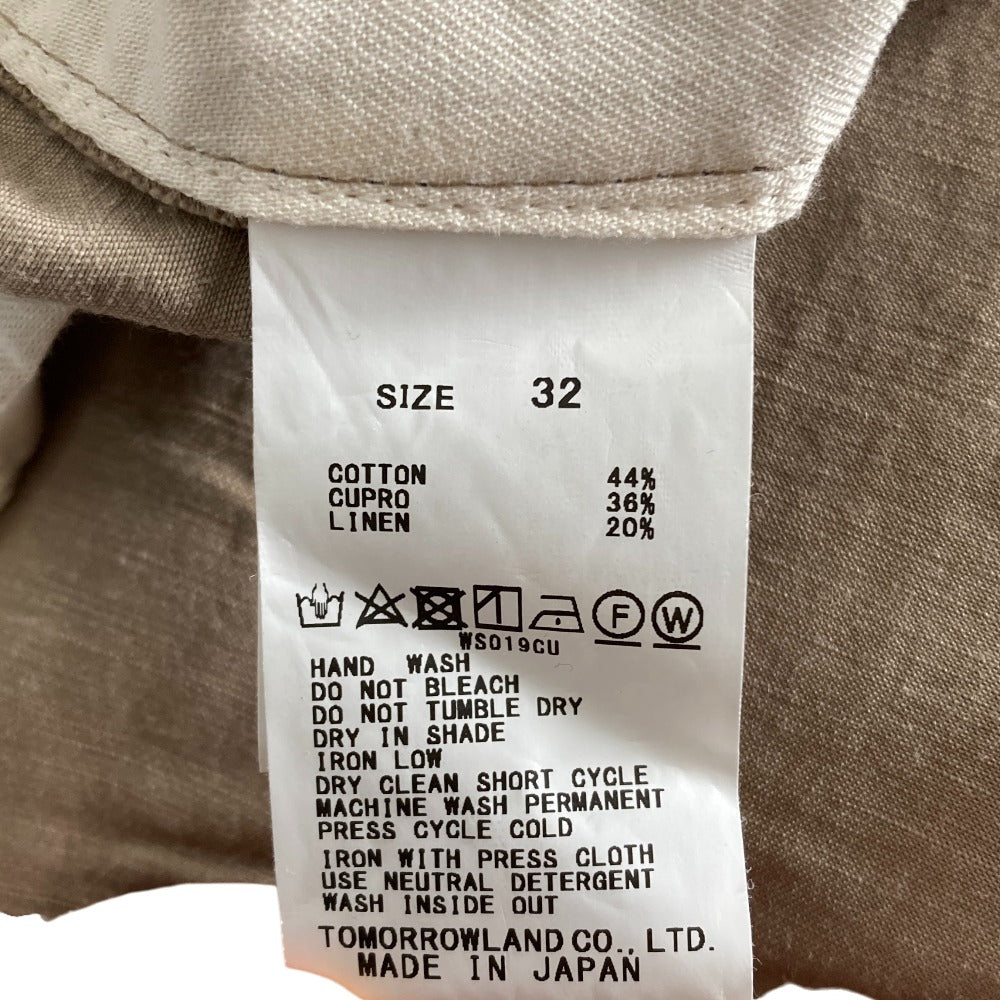 SIZE 32
COTTON 44%
CUPRO 36%
LINEN 20%
F W
WS019CU
HAND WASH
DO NOT BLEACH
DO NOT TUMBLE DRY
DRY IN SHADE
IRON LOW
DRY CLEAN SHORT CYCLE
MACHINE WASH PERMANENT
PRESS CYCLE COLD
IRON WITH PRESS CLOTH
USE NEUTRAL DETERGENT
WASH INSIDE OUT
TOMORROWLAND CO., LTD.
MADE IN JAPAN